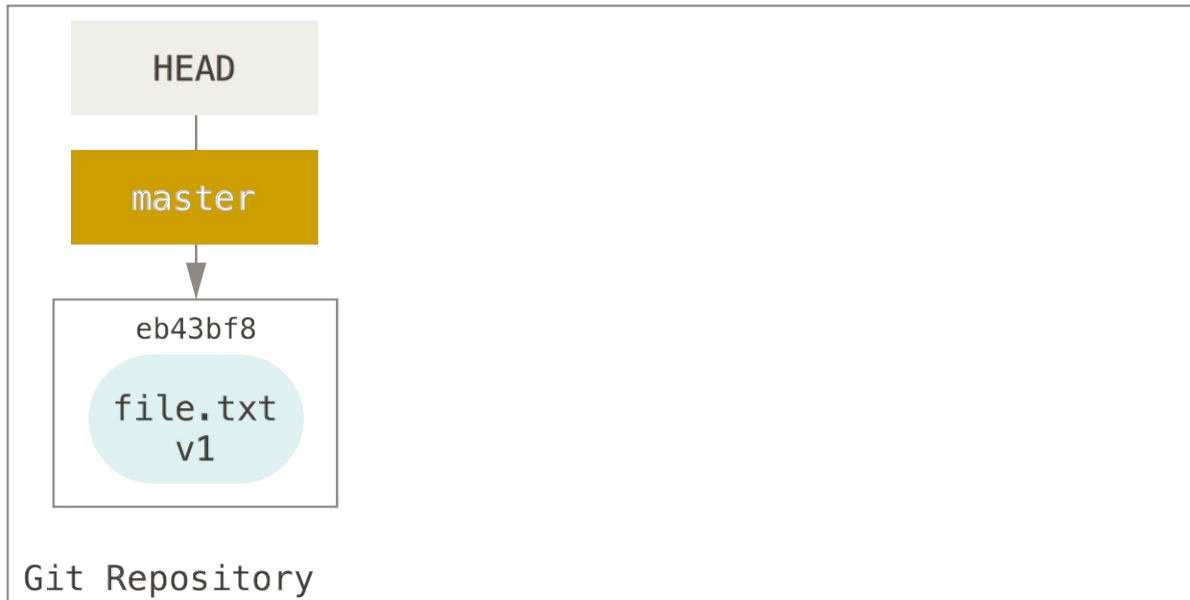 HEAD
master
eb43bf8
file.txt
v1
Git Repository